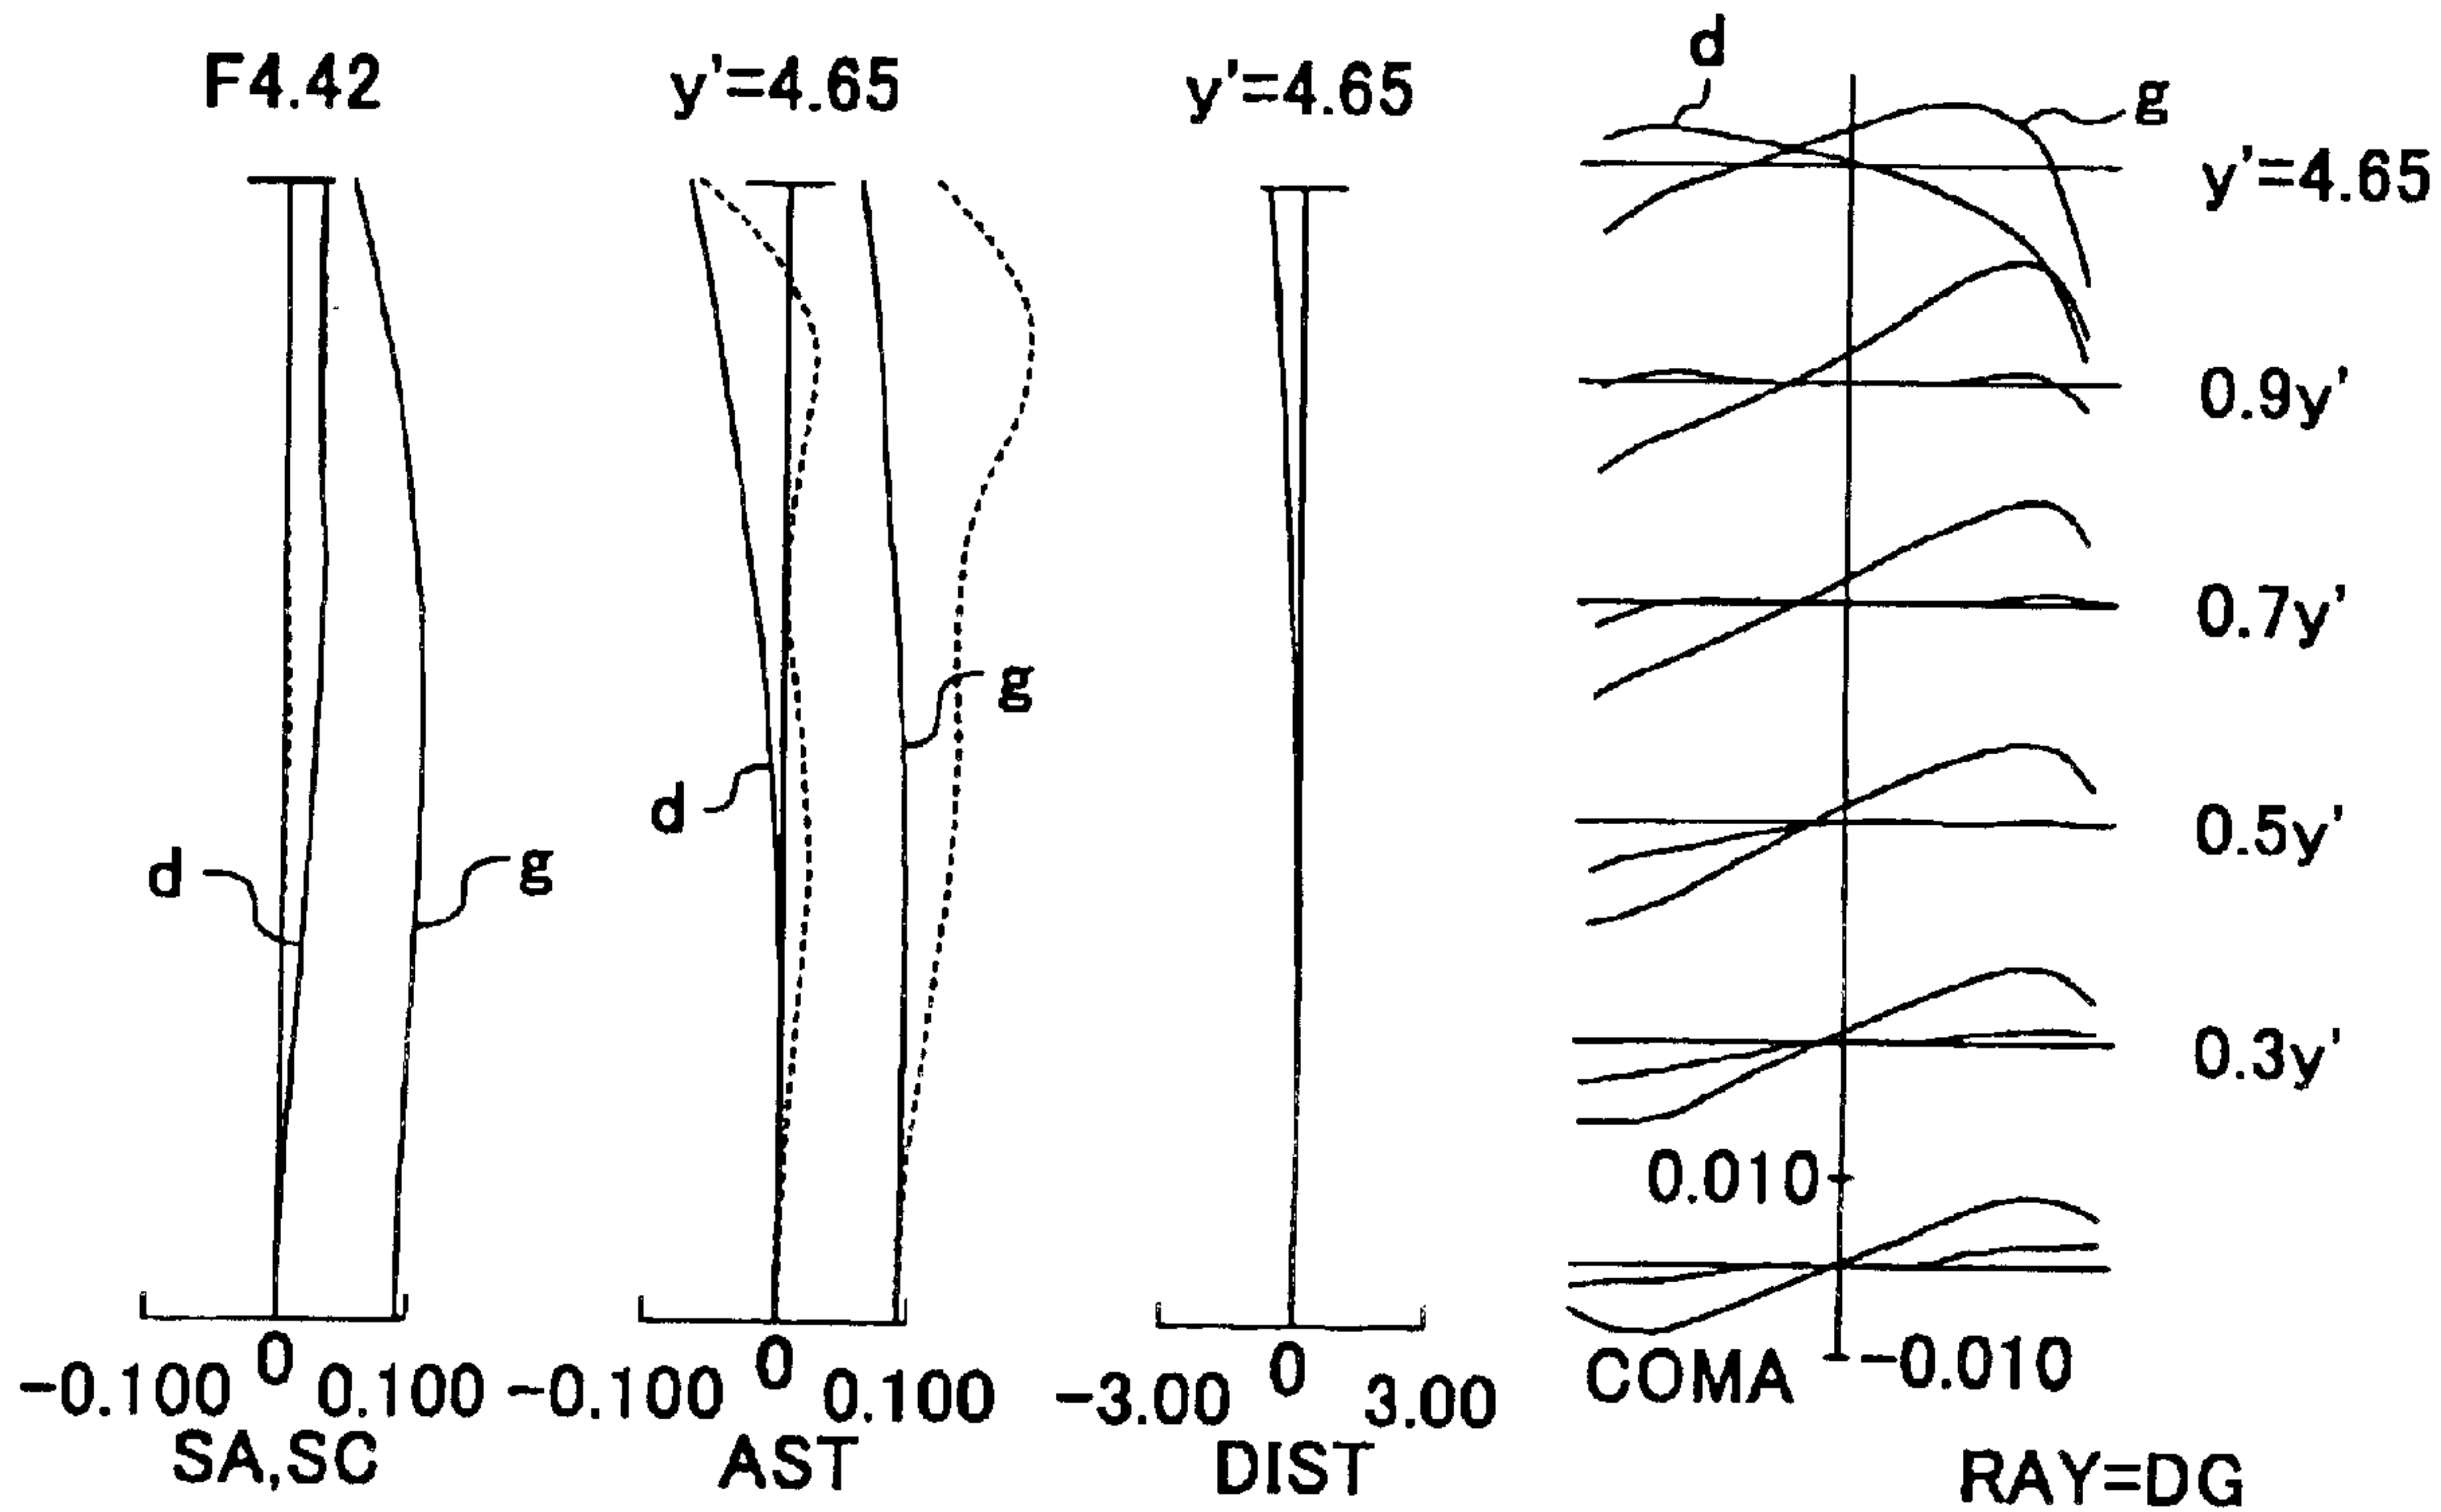 F4.42
y'=4.65
y'=4.65
d
g
y'=4.65
0.9y'
0.7y'
g
d
0.5y'
d
g
0.3y'
0.010
-0.100 0 0.100
SA,SC
-0.100 0 0.100
AST
-3.00 0 3.00
DIST
COMA
-0.010
RAY=DG